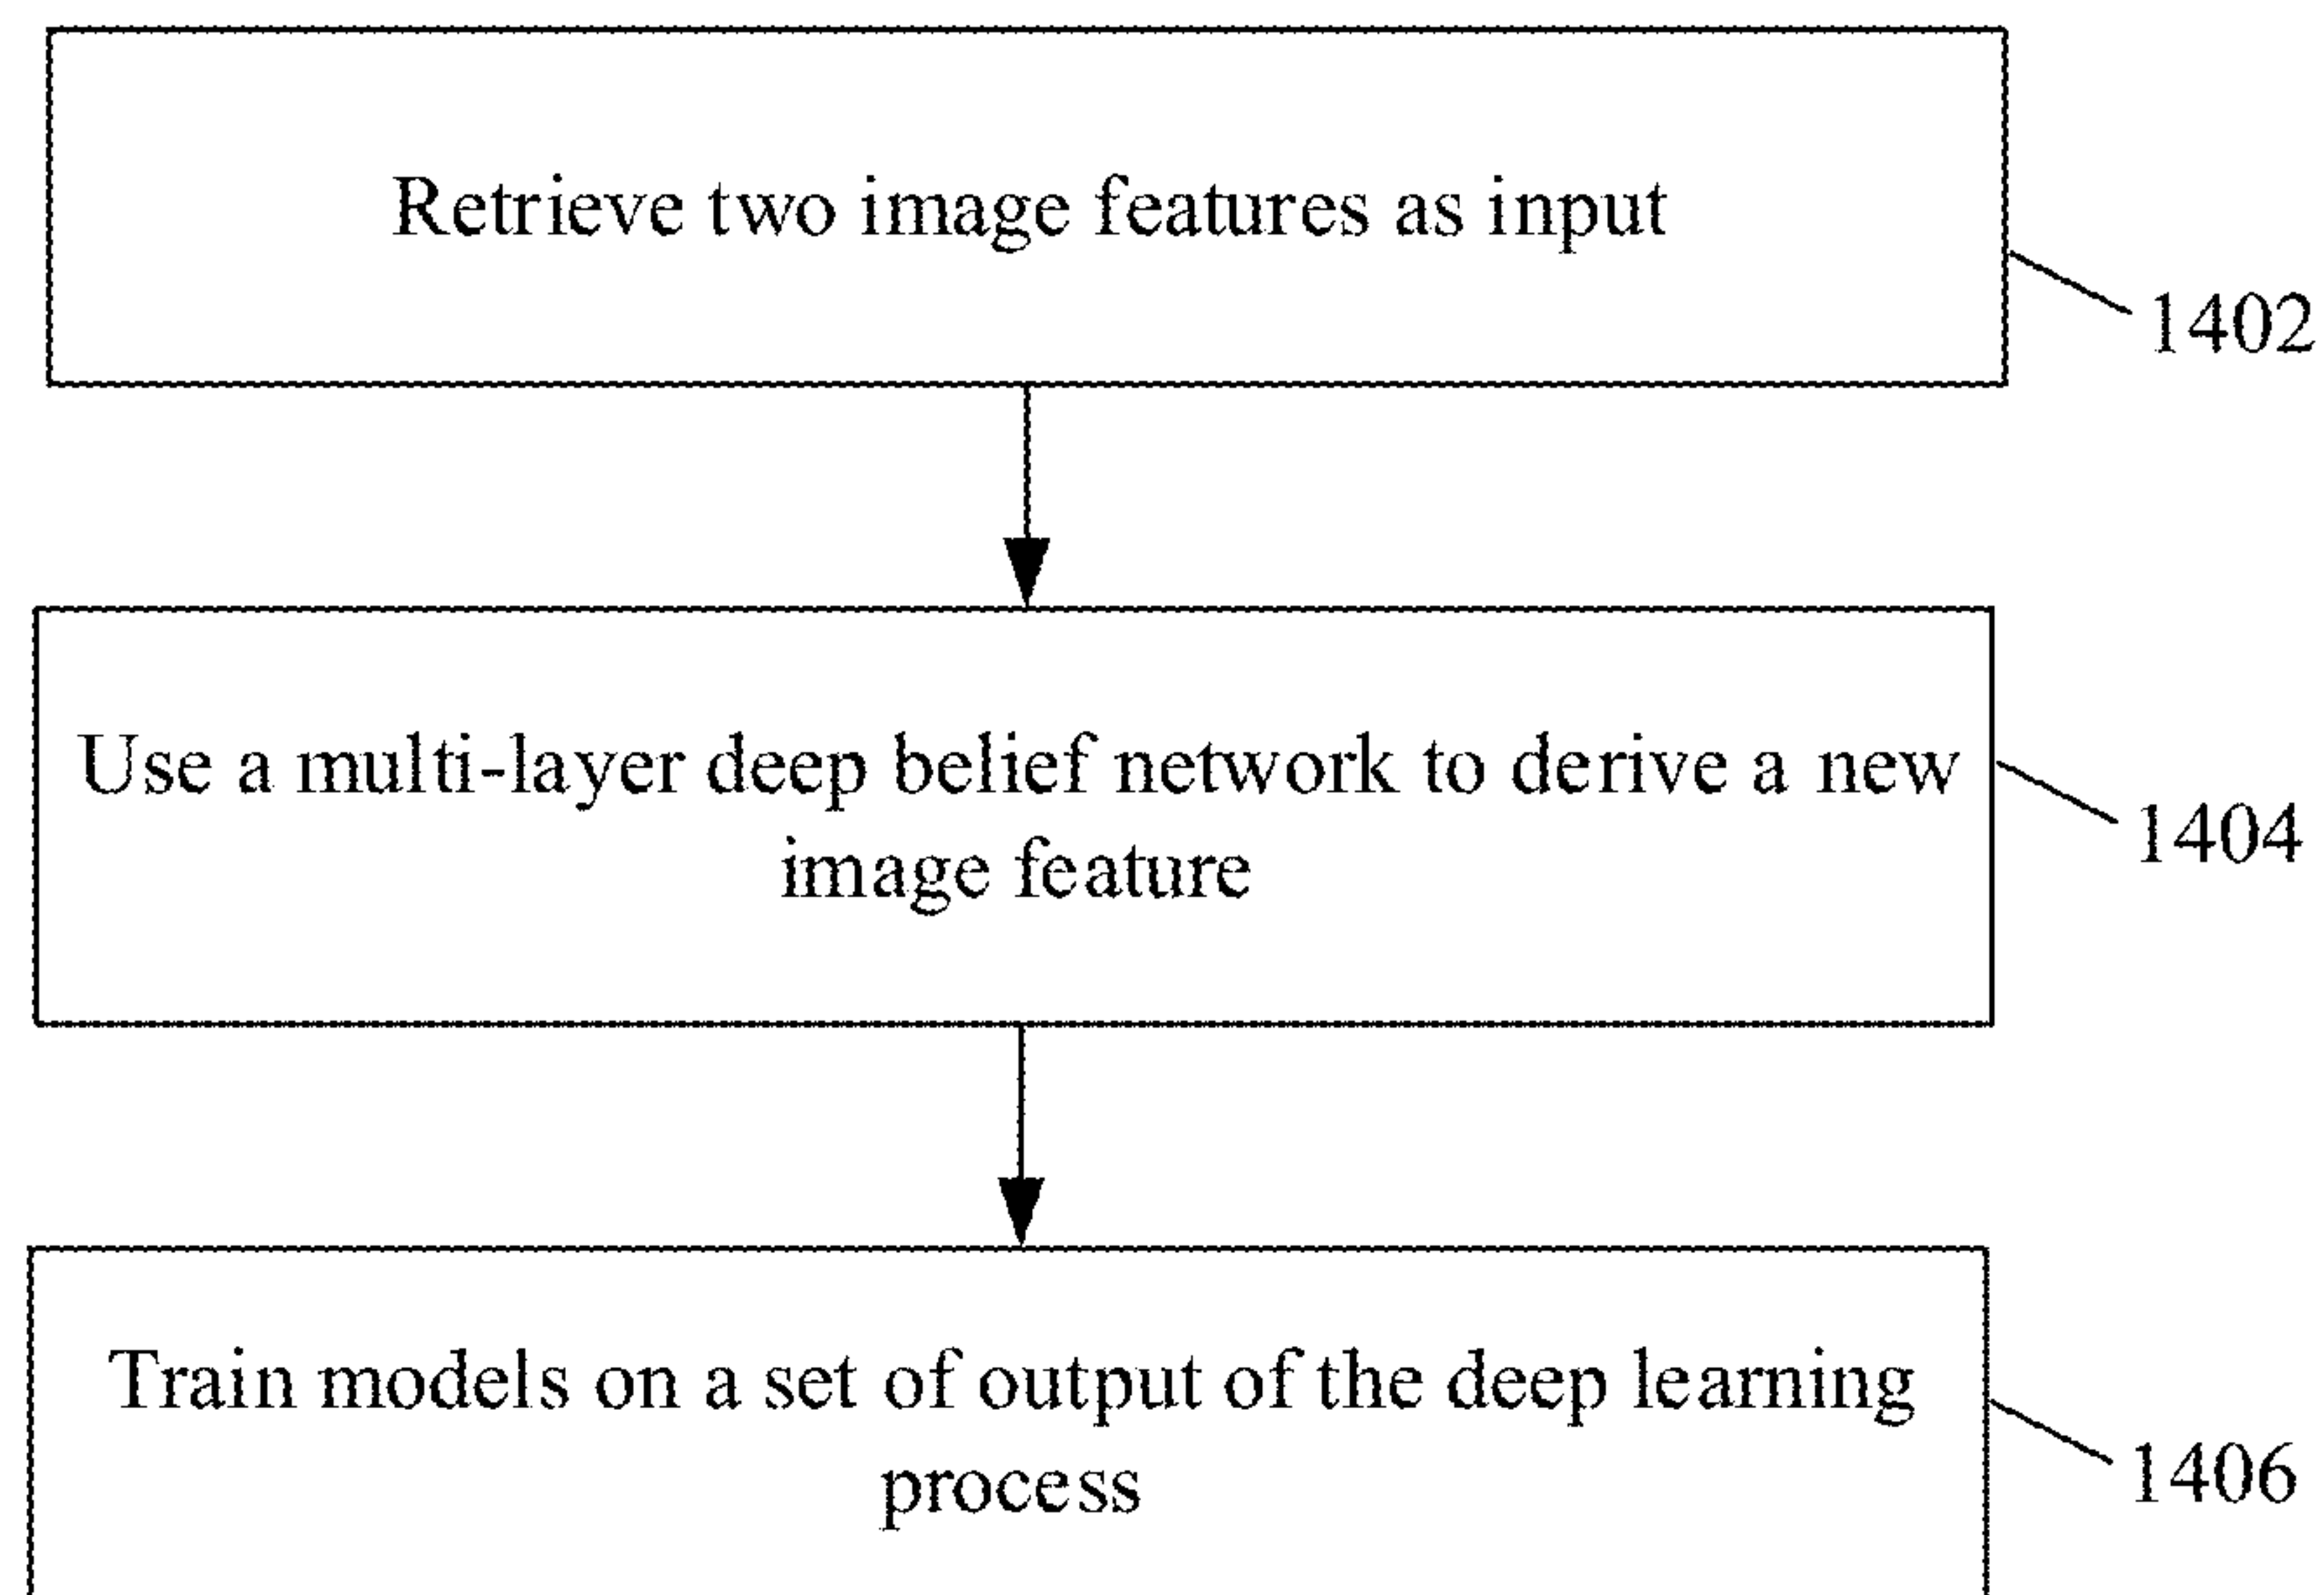 Retrieve two image features as input
1402
Use a multi-layer deep belief network to derive a new
image feature
1404
Train models on a set of output of the deep learning
process
1406